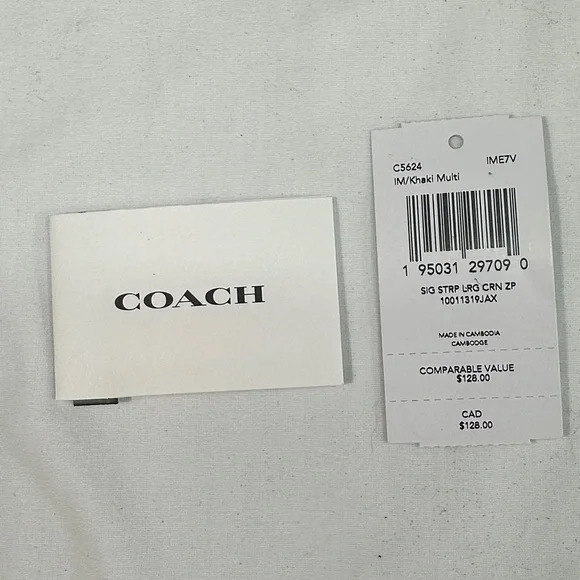 COACH
C5624 IME7V
IM/Khaki Multi
1 95031 29709 0
SIG STRP LRG CRN ZP
10011319JAX
MADE IN CAMBODIA
CAMBODGE
COMPARABLE VALUE
$128.00
CAD
$128.00